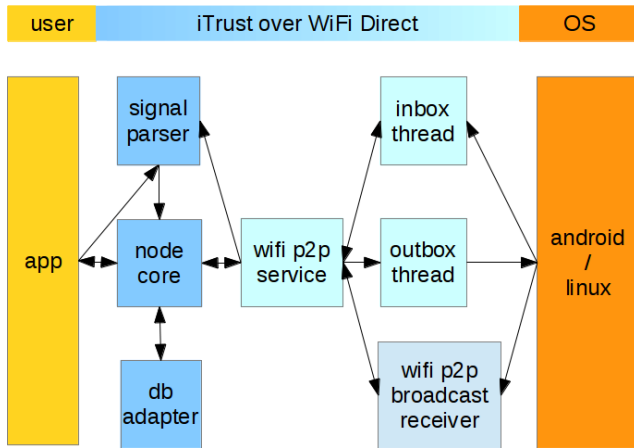 user
iTrust over WiFi Direct
OS
app
signal
parser
node
core
db
adapter
wifi p2p
service
inbox
thread
outbox
thread
wifi p2p
broadcast
receiver
android
/
linux